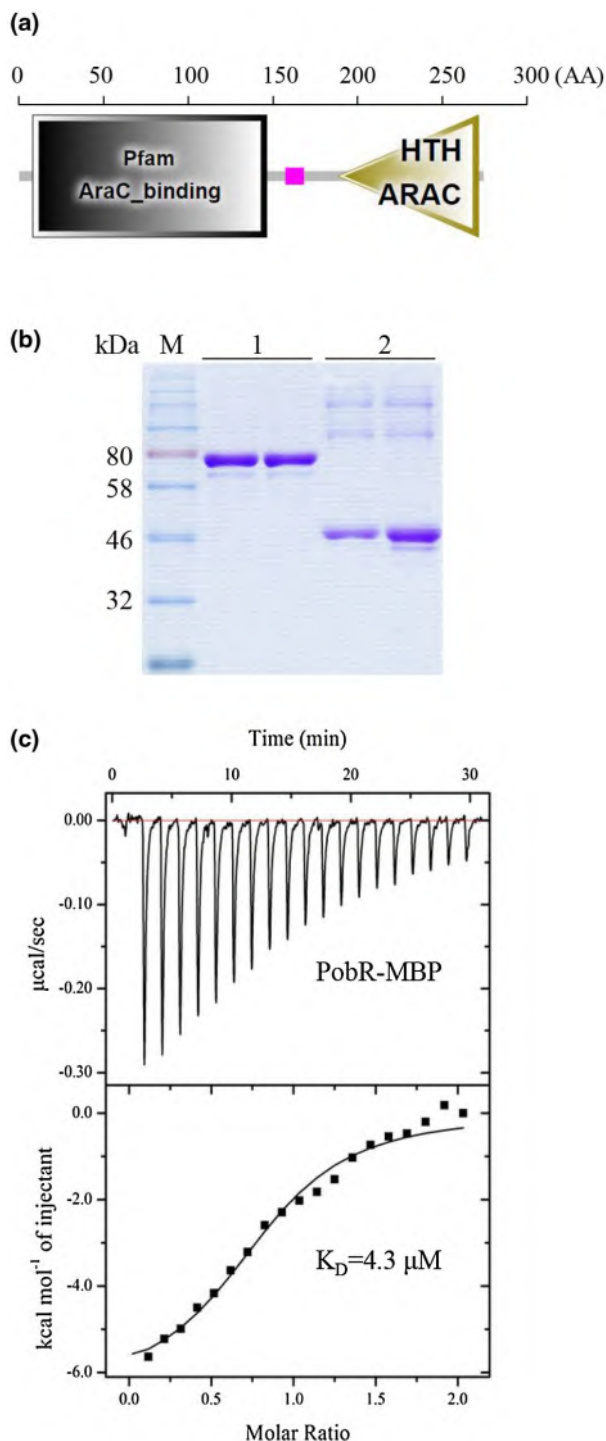 (a)
0 50 100 150 200 250 300 (AA)
Pfam
AraC_binding
HTH
ARAC
(b)
kDa M 1 2
80
58
46
32
(c)
Time (min)
0 10 20 30
0.00
-0.10
-0.20
-0.30
µcal/sec
PobR-MBP
0.0
-2.0
-4.0
-6.0
kcal mol⁻¹ of injectant
K_D=4.3 µM
0.0 0.5 1.0 1.5 2.0
Molar Ratio